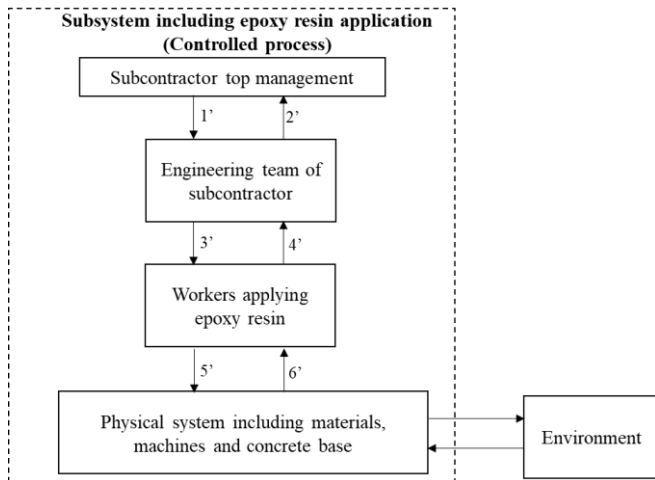 Subsystem including epoxy resin application
(Controlled process)
Subcontractor top management
1’
2’
Engineering team of
subcontractor
3’
4’
Workers applying
epoxy resin
5’
6’
Physical system including materials,
machines and concrete base
Environment